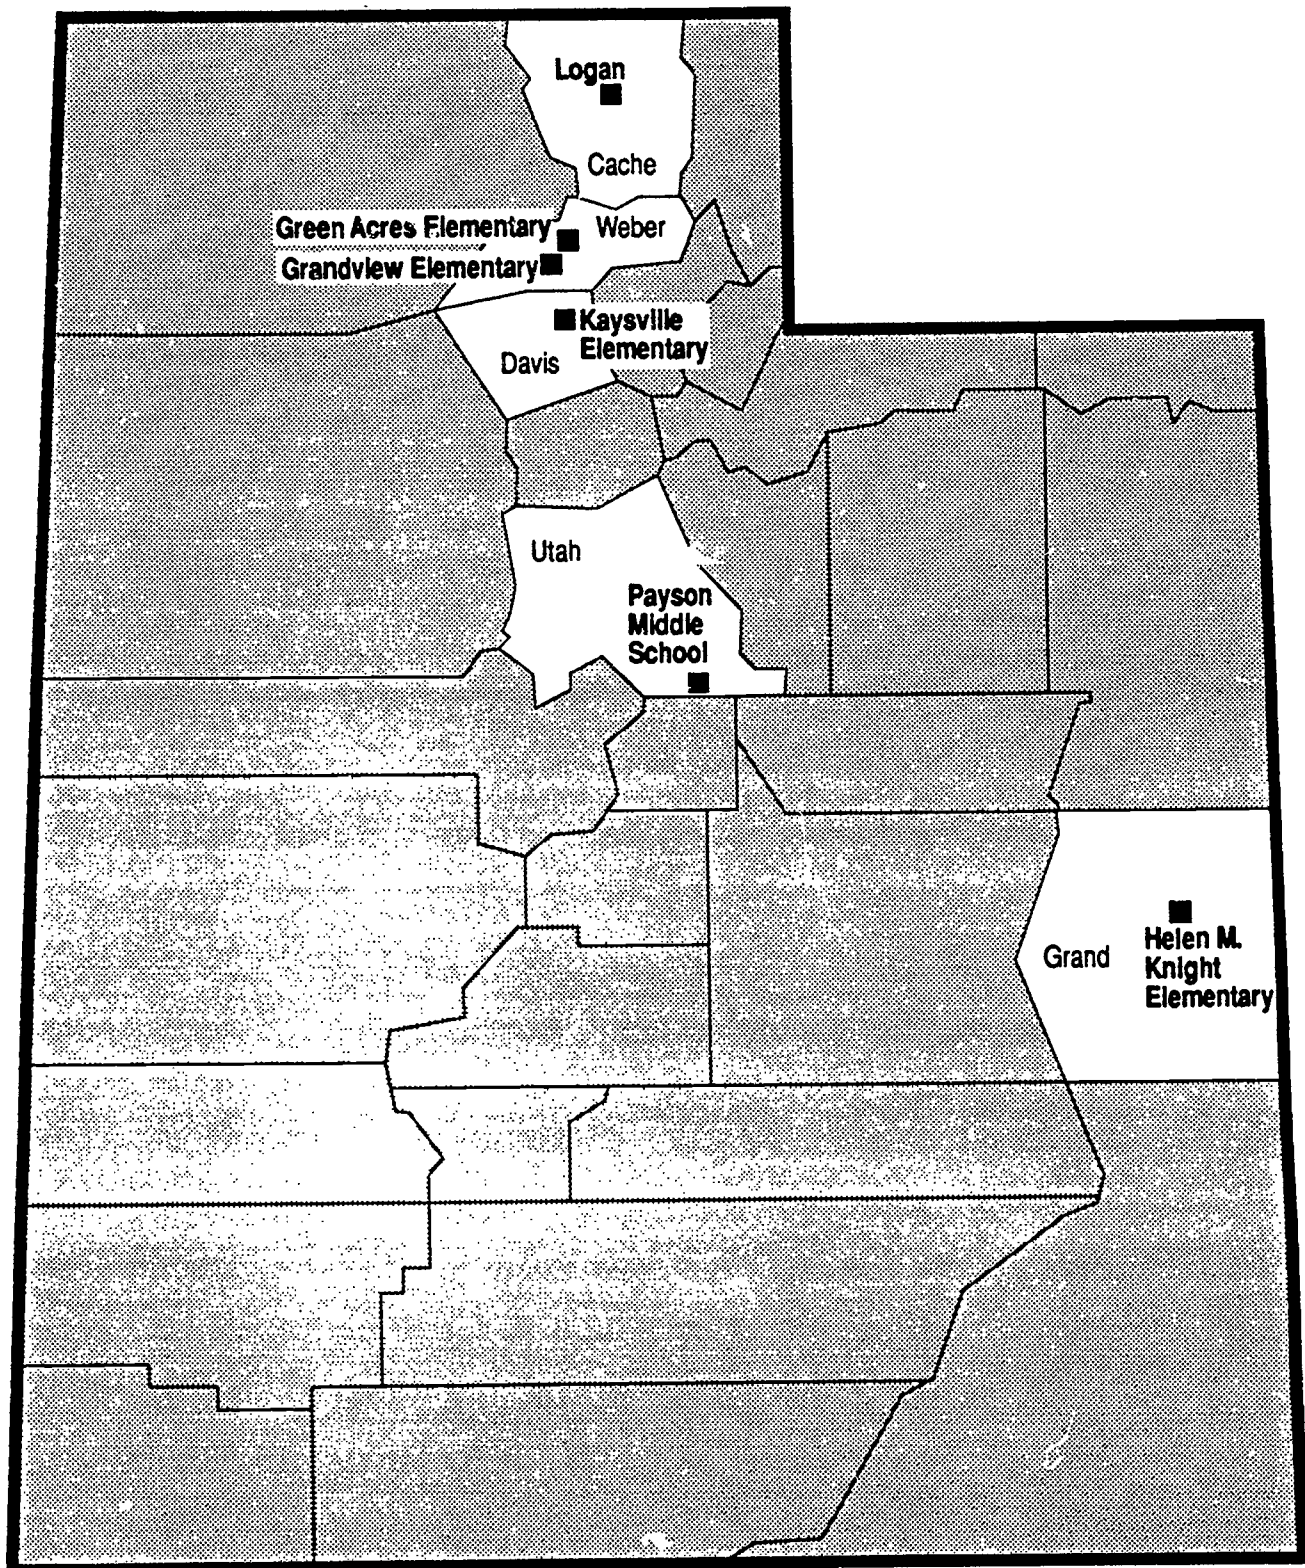 Logan
Cache
Green Acres Elementary
Weber
Grandview Elementary
Kaysville
Elementary
Davis
Utah
Payson
Middle
School
Grand
Helen M.
Knight
Elementary